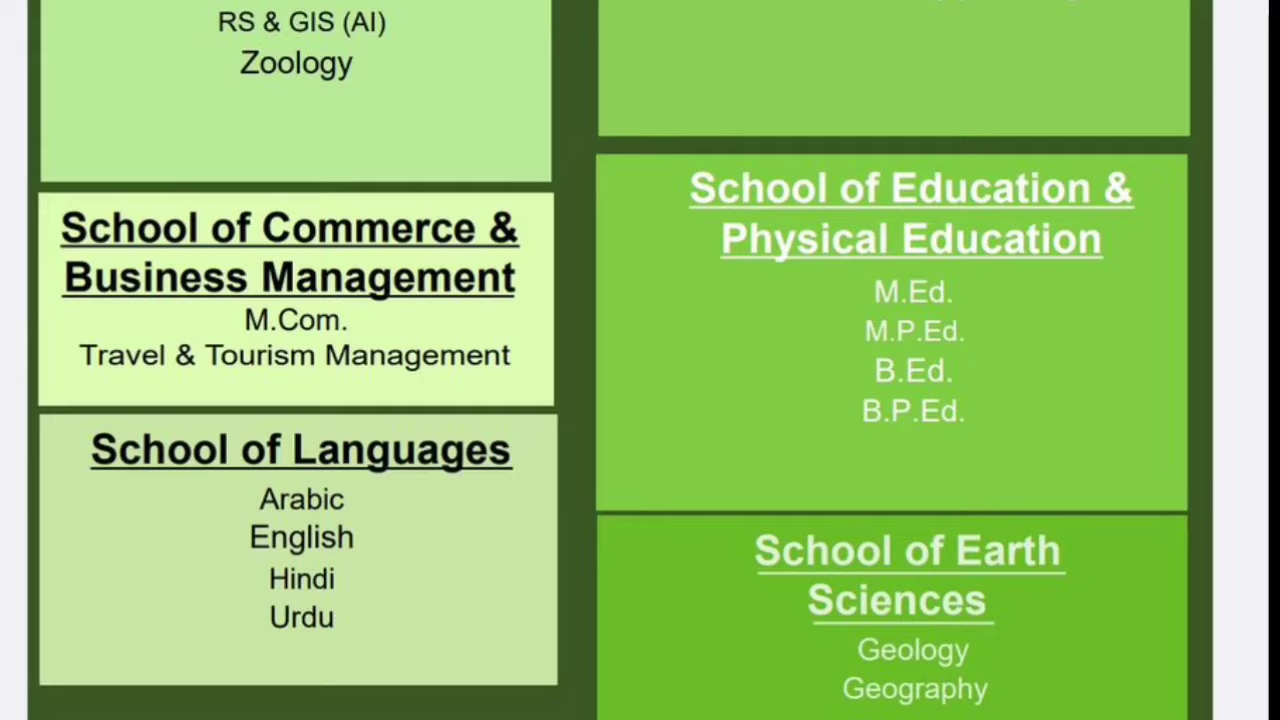 RS & GIS (AI)
Zoology
School of Commerce &
Business Management
M.Com.
Travel & Tourism Management
School of Languages
Arabic
English
Hindi
Urdu
School of Education &
Physical Education
M.Ed.
M.P.Ed.
B.Ed.
B.P.Ed.
School of Earth
Sciences
Geology
Geography